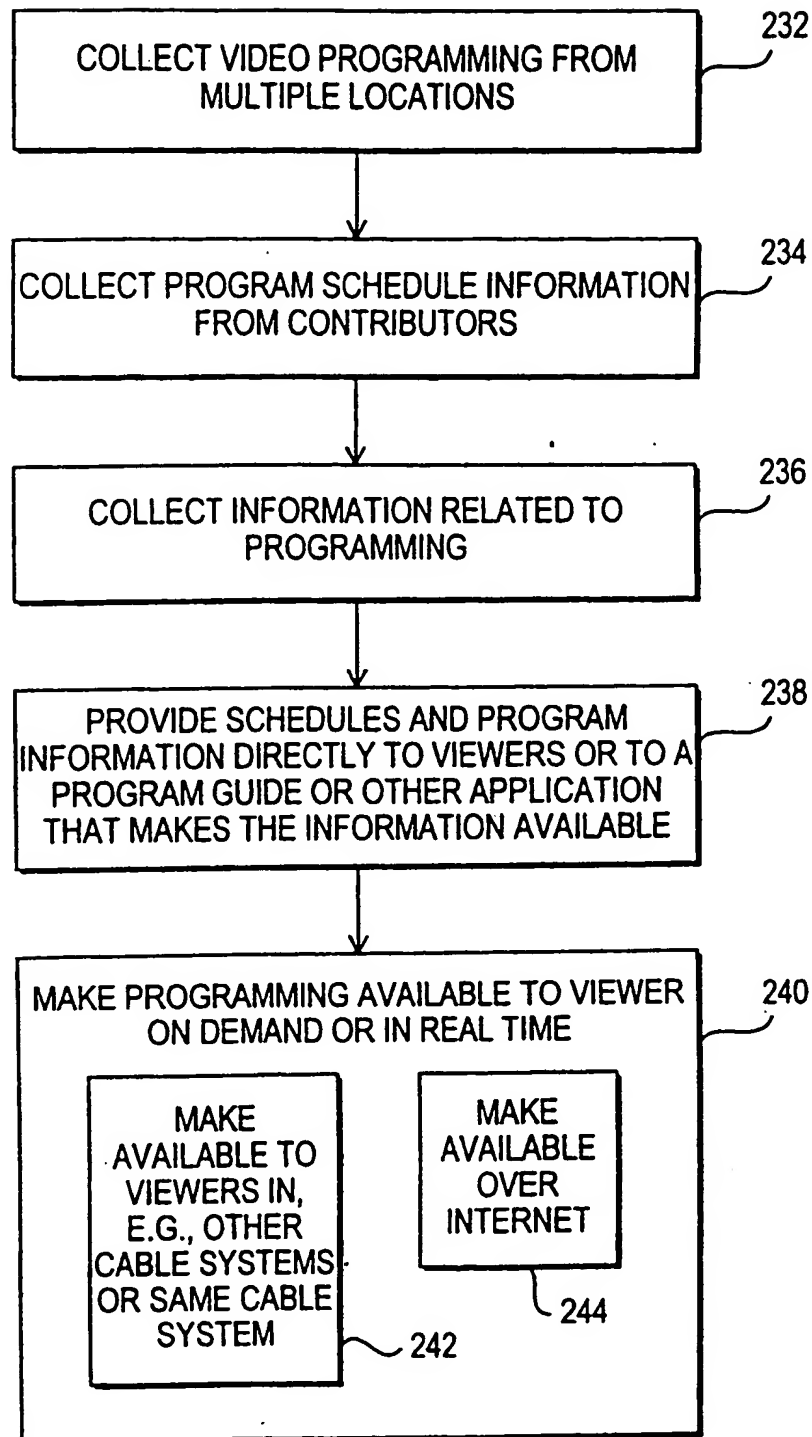 COLLECT VIDEO PROGRAMMING FROM
MULTIPLE LOCATIONS
232
COLLECT PROGRAM SCHEDULE INFORMATION
FROM CONTRIBUTORS
234
COLLECT INFORMATION RELATED TO
PROGRAMMING
236
PROVIDE SCHEDULES AND PROGRAM
INFORMATION DIRECTLY TO VIEWERS OR TO A
PROGRAM GUIDE OR OTHER APPLICATION
THAT MAKES THE INFORMATION AVAILABLE
238
MAKE PROGRAMMING AVAILABLE TO VIEWER
ON DEMAND OR IN REAL TIME
240
MAKE
AVAILABLE TO
VIEWERS IN,
E.G., OTHER
CABLE SYSTEMS
OR SAME CABLE
SYSTEM
242
MAKE
AVAILABLE
OVER
INTERNET
244